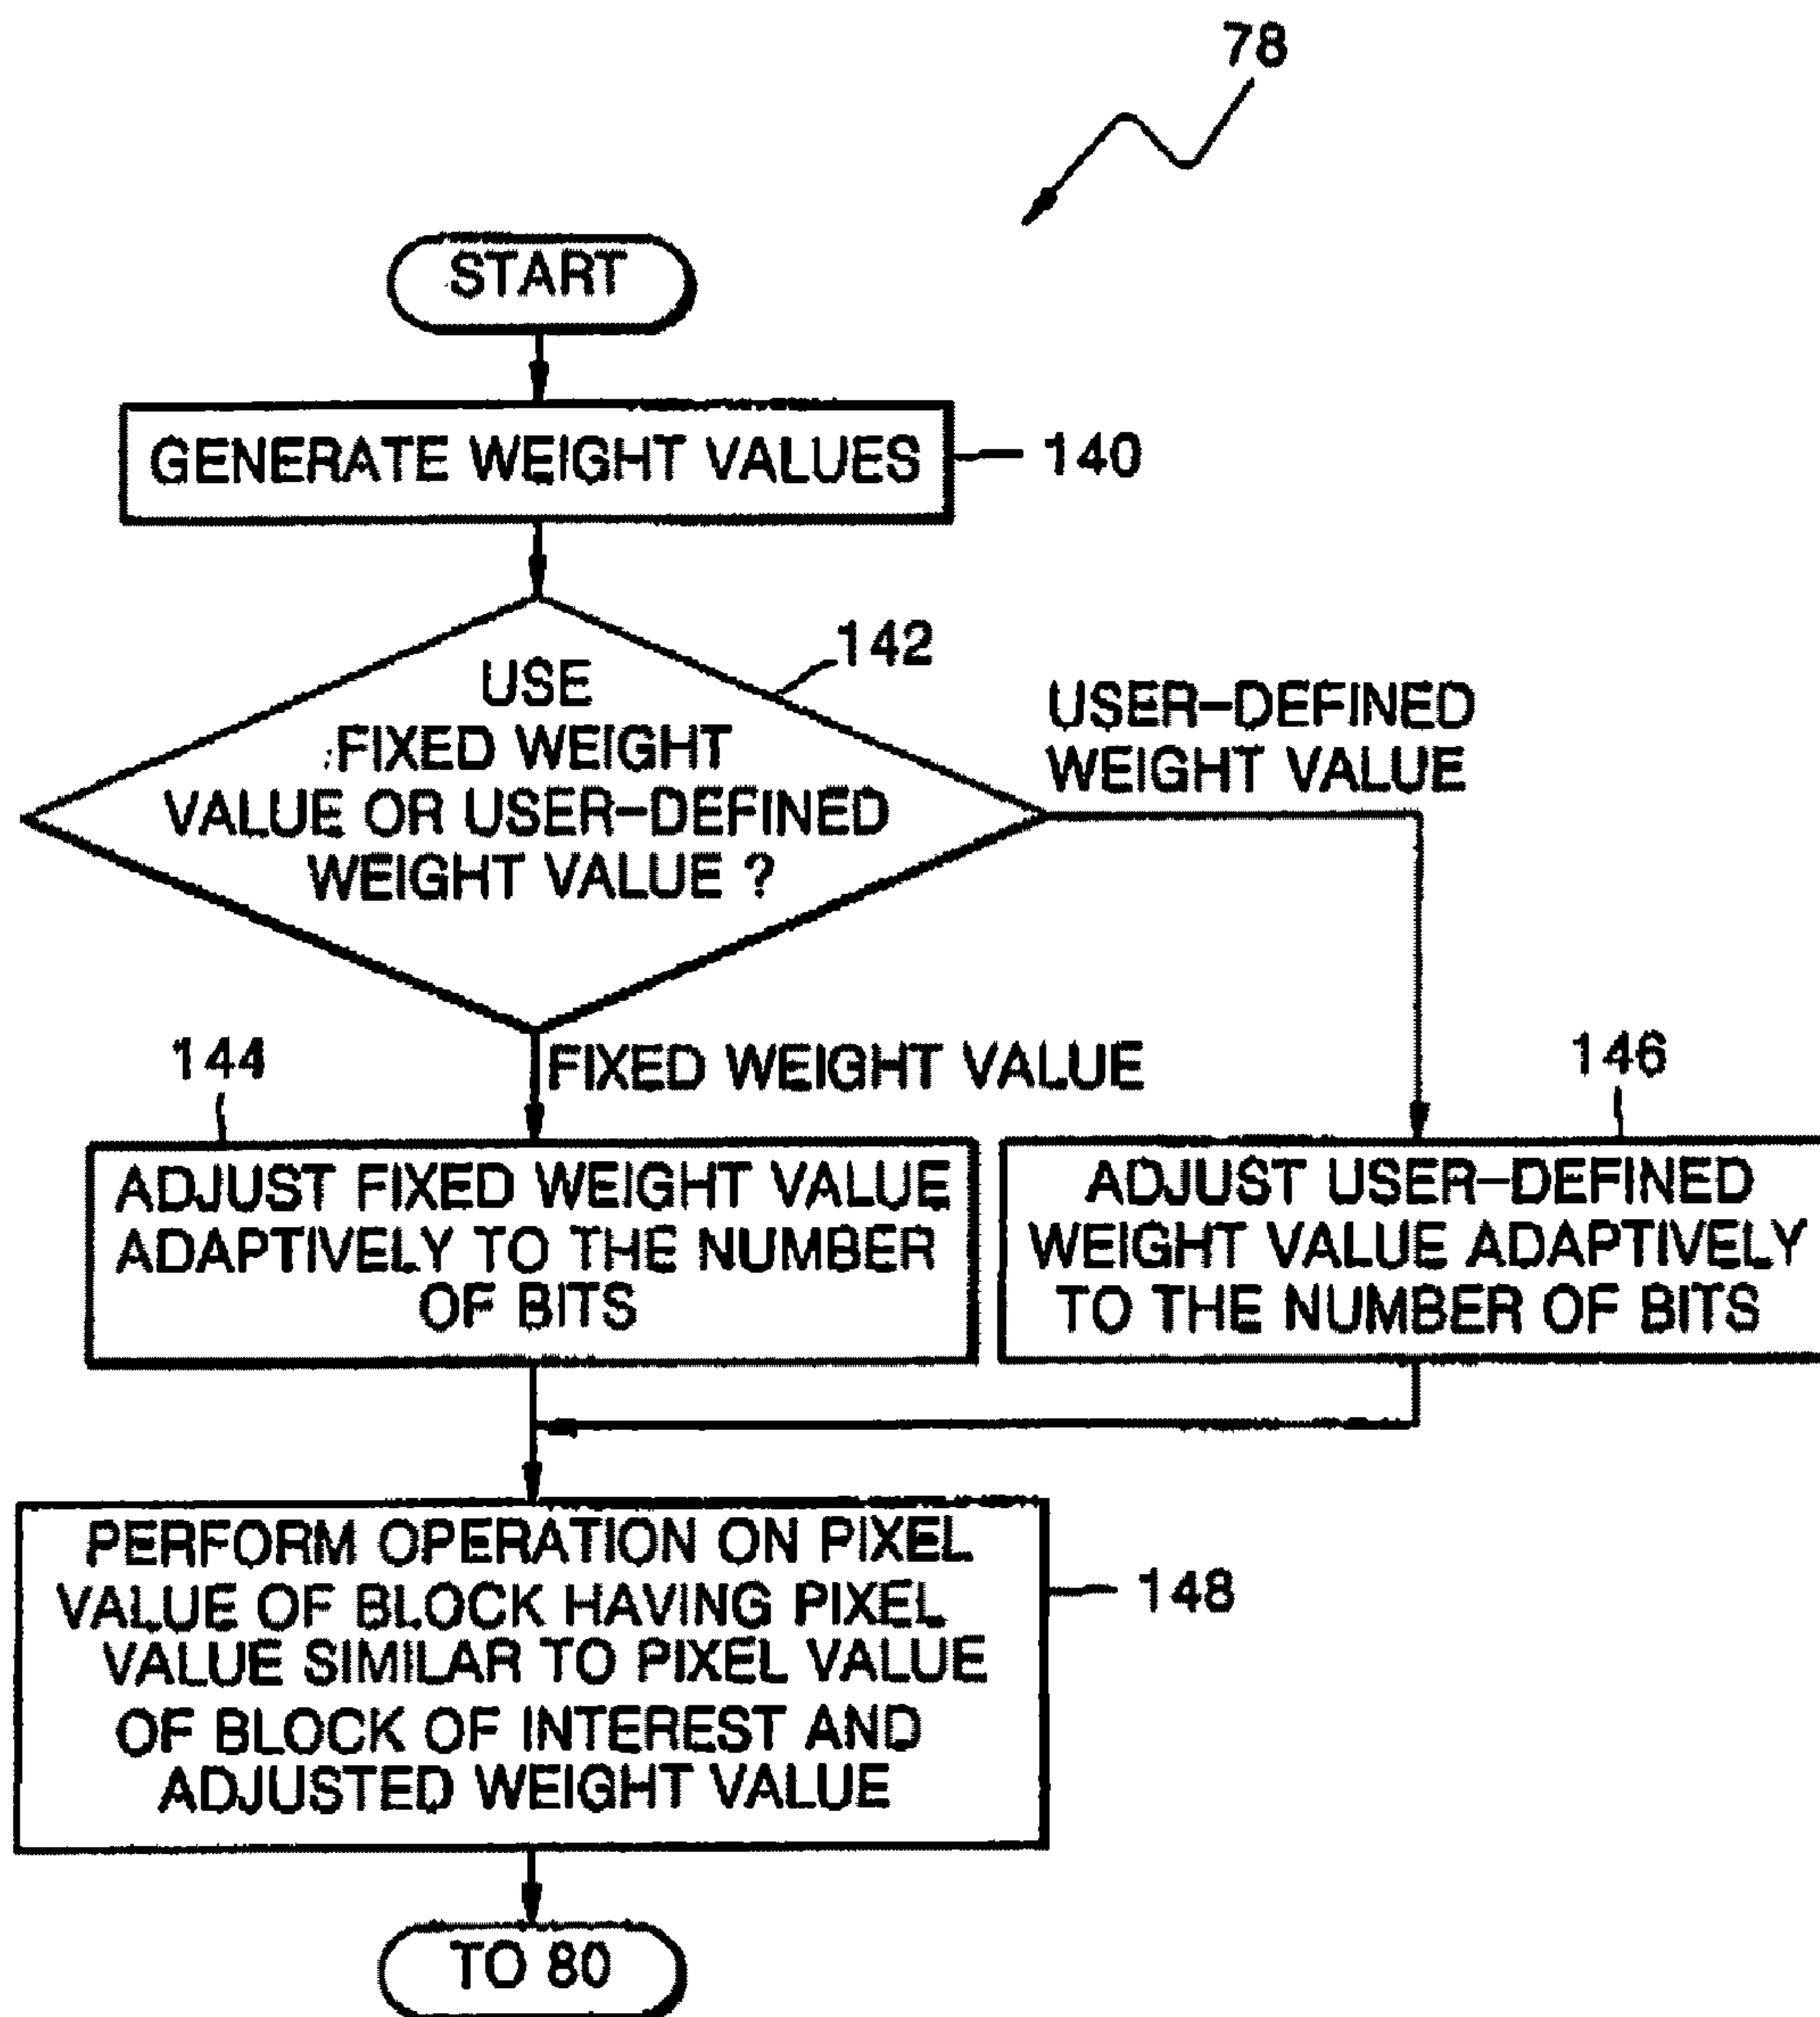 78
START
GENERATE WEIGHT VALUES
140
142
USE
FIXED WEIGHT
VALUE OR USER-DEFINED
WEIGHT VALUE ?
USER-DEFINED
WEIGHT VALUE
FIXED WEIGHT VALUE
144
ADJUST FIXED WEIGHT VALUE
ADAPTIVELY TO THE NUMBER
OF BITS
146
ADJUST USER-DEFINED
WEIGHT VALUE ADAPTIVELY
TO THE NUMBER OF BITS
PERFORM OPERATION ON PIXEL
VALUE OF BLOCK HAVING PIXEL
VALUE SIMILAR TO PIXEL VALUE
OF BLOCK OF INTEREST AND
ADJUSTED WEIGHT VALUE
148
TO 80